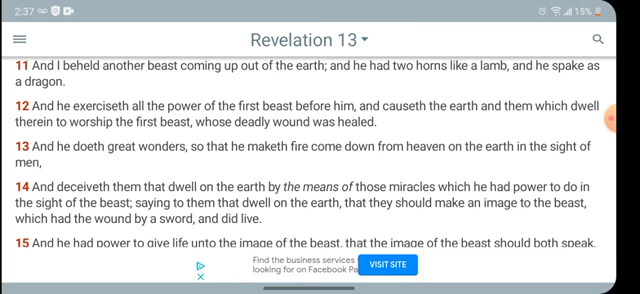 2:37
15%
Revelation 13
11 And I beheld another beast coming up out of the earth; and he had two horns like a lamb, and he spake as
a dragon.
12 And he exerciseth all the power of the first beast before him, and causeth the earth and them which dwell
therein to worship the first beast, whose deadly wound was healed.
13 And he doeth great wonders, so that he maketh fire come down from heaven on the earth in the sight of
men,
14 And deceiveth them that dwell on the earth by the means of those miracles which he had power to do in
the sight of the beast; saying to them that dwell on the earth, that they should make an image to the beast,
which had the wound by a sword, and did live.
15 And he had power to give life unto the image of the beast, that the image of the beast should both speak,
Find the business services
looking for on Facebook Pa
VISIT SITE